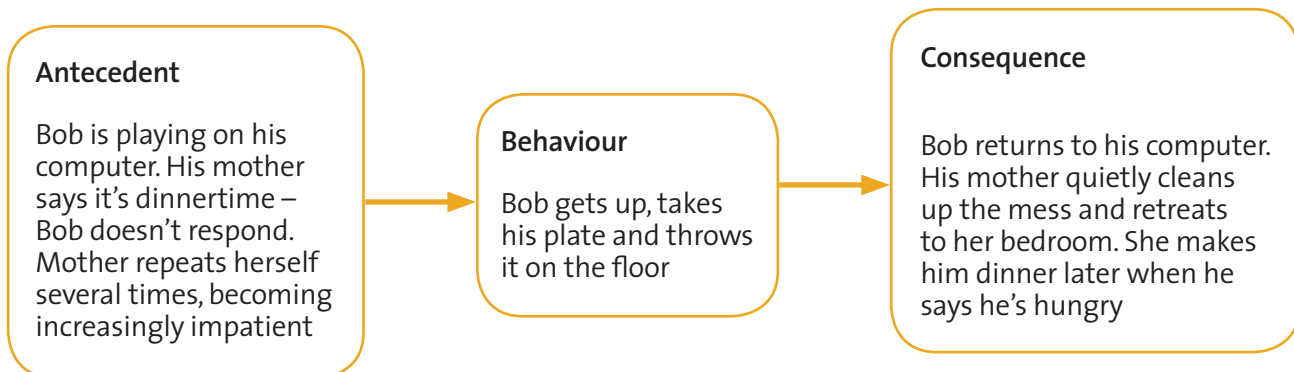 Antecedent
Bob is playing on his
computer. His mother
says it's dinnertime –
Bob doesn't respond.
Mother repeats herself
several times, becoming
increasingly impatient
Behaviour
Bob gets up, takes
his plate and throws
it on the floor
Consequence
Bob returns to his computer.
His mother quietly cleans
up the mess and retreats
to her bedroom. She makes
him dinner later when he
says he's hungry